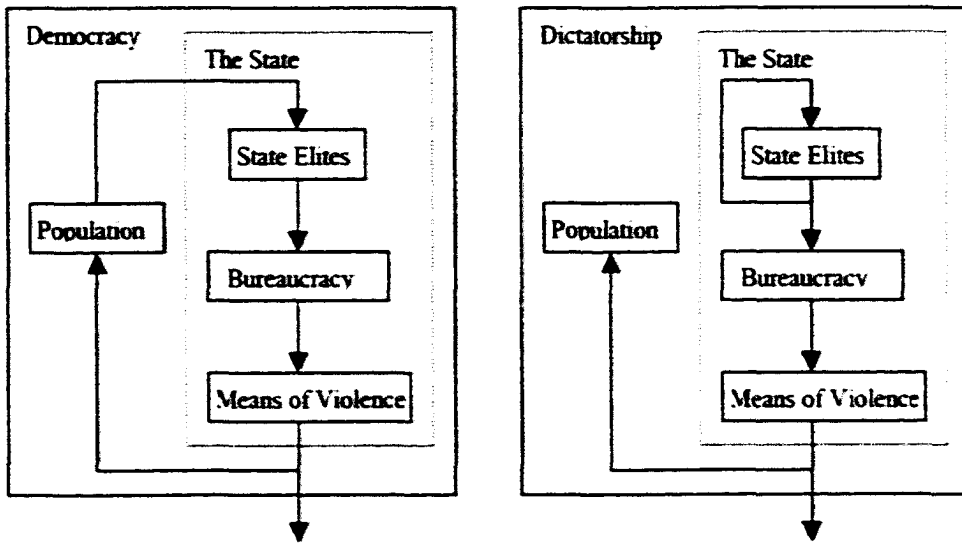 Democracy
The State
State Elites
Population
Bureaucracy
Means of Violence
Dictatorship
The State
State Elites
Population
Bureaucracy
Means of Violence